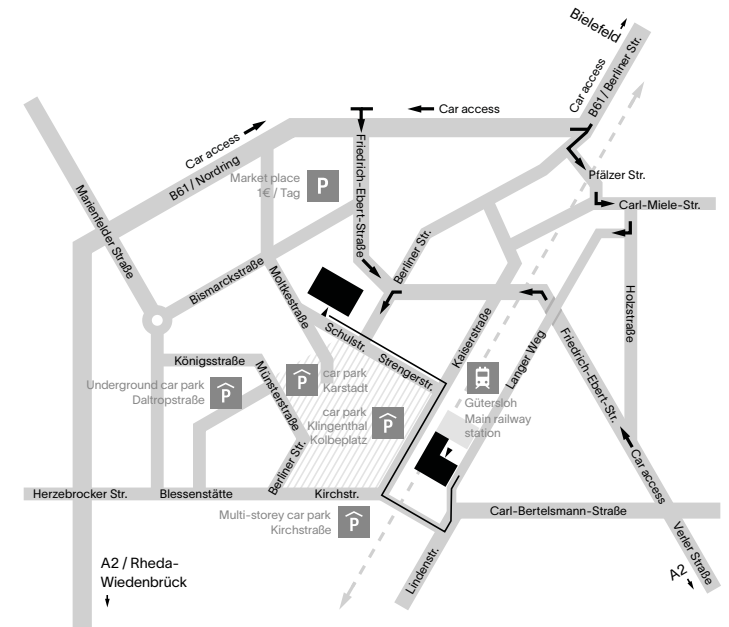 Bielefeld
B61 / Berliner Str.
Car access
Car access
Car access
B61 / Nordring
Friedrich-Ebert-Straße
Market place
1€ / Tag
P
Pfälzer Str.
Carl-Miele-Str.
Marienfelder Straße
Berliner Str.
Bismarckstraße
Moltkestraße
Holzstraße
Kaiserstraße
Langer Weg
Schulstr.
Strengerstr.
Friedrich-Ebert-Str.
Königsstraße
Münsterstraße
Underground car park
Daltropstraße
P
P
car park
Karstadt
car park
Klingenthal
Kolbeplatz
P
Gütersloh
Main railway
station
Berliner Str.
Car access
Herzebrocker Str.
Blessenstätte
Kirchstr.
Multi-storey car park
Kirchstraße
P
Carl-Bertelsmann-Straße
Verler Straße
A2
Lindenstr.
A2 / Rheda-
Wiedenbrück